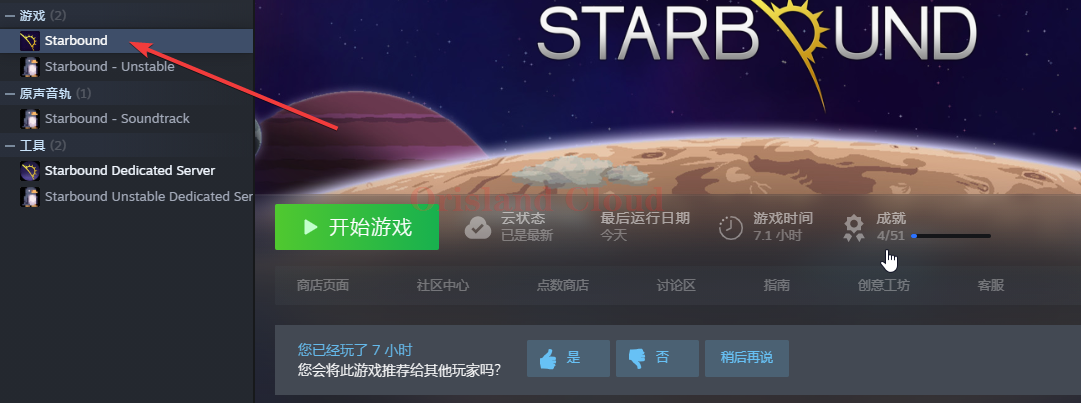 游戏 (2)
Starbound
Starbound - Unstable
原声音轨 (1)
Starbound - Soundtrack
工具 (2)
Starbound Dedicated Server
Starbound Unstable Dedicated Ser
STARBOUND
Orisland Cloud
开始游戏
云状态
已是最新
最后运行日期
今天
游戏时间
7.1 小时
成就
4/51
商店页面 社区中心 点数商店 讨论区 指南 创意工坊 客服
您已经玩了 7 小时
您会将此游戏推荐给其他玩家吗?
是 否 稍后再说